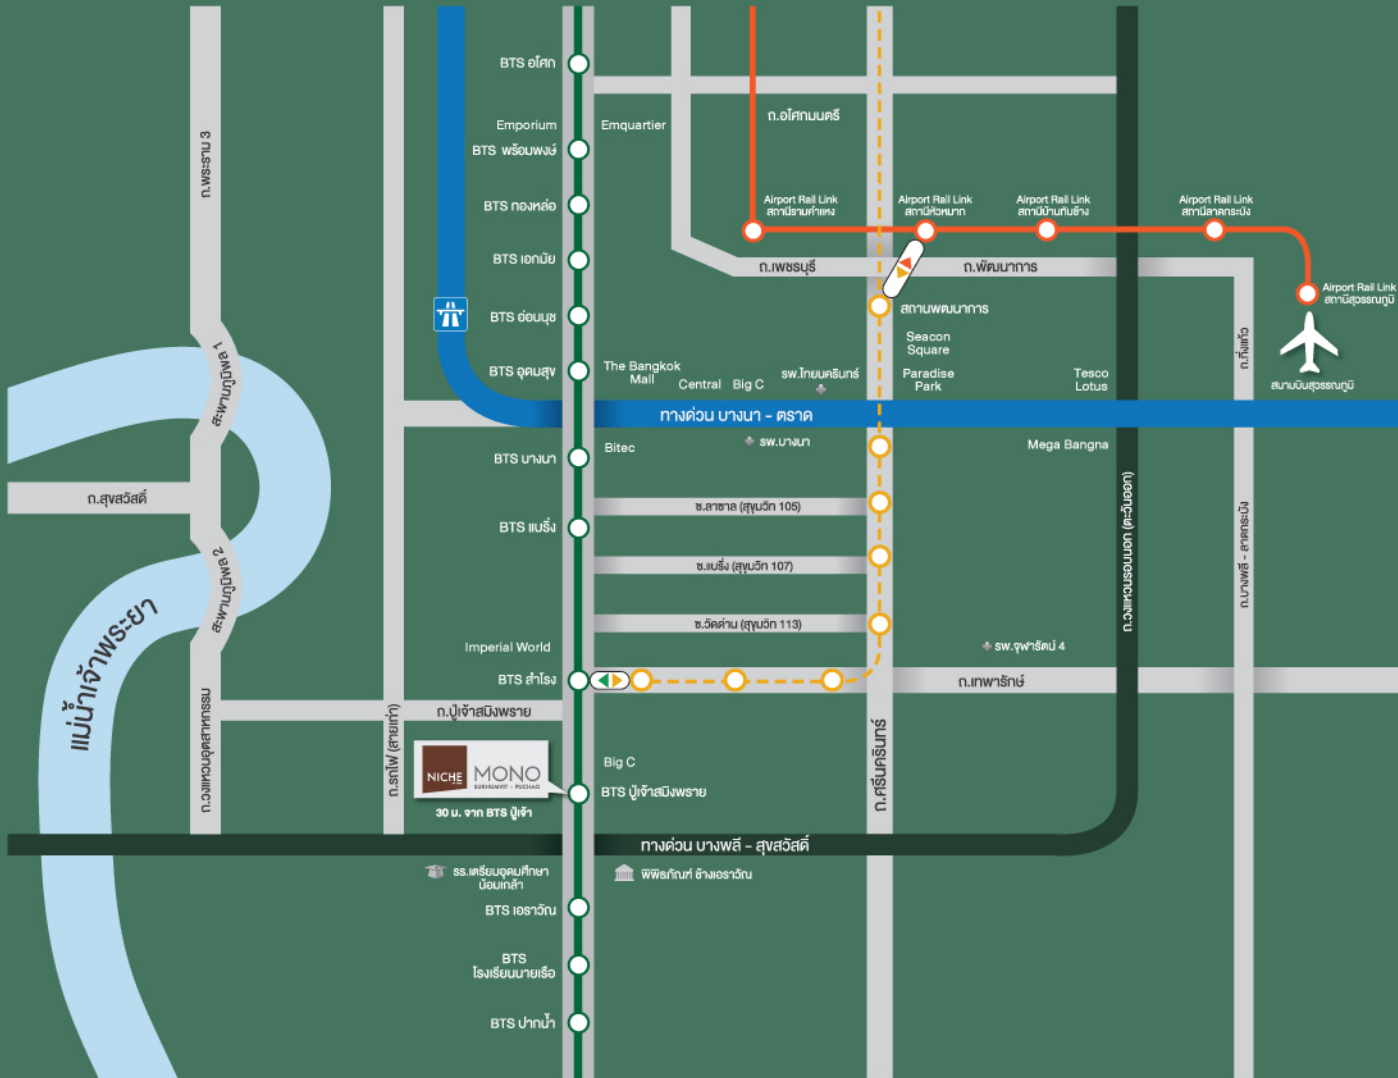 BTS อโศก
ถ.อโศกมนตรี
Emporium
Emquartier
BTS พร้อมพงษ์
ถ.พระราม 3
BTS ทองหล่อ
Airport Rail Link
สถานีรามคำแหง
Airport Rail Link
สถานีหัวหมาก
Airport Rail Link
สถานีบ้านทับช้าง
Airport Rail Link
สถานีลาดกระบัง
BTS เอกมัย
ถ.เพชรบุรี
ถ.พัฒนาการ
Airport Rail Link
สถานีสุวรรณภูมิ
BTS อ่อนนุช
สถานพฒนาการ
Seacon
Square
ถ.กิ่งแก้ว
สะพานภูมิพล 1
BTS อุดมสุข
The Bangkok
Mall
Central
Big C
รพ.ไทยนครินทร์
Paradise
Park
Tesco
Lotus
สนามบินสุวรรณภูมิ
ทางด่วน บางนา - ตราด
BTS บางนา
Bitec
รพ.บางนา
Mega Bangna
ถ.สุขสวัสดิ์
ซ.ลาซาล (สุขุมวิท 105)
BTS แบริ่ง
ถ.วงแหวนรอบนอก (ตะวันออก)
ถ.บางพลี - ลาดกระบัง
ซ.แบริ่ง (สุขุมวิท 107)
สะพานภูมิพล 2
ซ.วัดด่าน (สุขุมวิท 113)
แม่น้ำเจ้าพระยา
Imperial World
รพ.จุฬารัตน์ 4
BTS สำโรง
ถ.เทพารักษ์
ถ.วงแหวนอุตสาหกรรม
ถ.ปู่เจ้าสมิงพราย
ถ.รถไฟ (สายเก่า)
ถ.ศรีนครินทร์
NICHE
MONO
SUKHUMVIT - PUCHAO
Big C
BTS ปู่เจ้าสมิงพราย
30 ม. จาก BTS ปู่เจ้า
ทางด่วน บางพลี - สุขสวัสดิ์
รร.เตรียมอุดมศึกษา
น้อมเกล้า
พิพิธภัณฑ์ ช้างเอราวัณ
BTS เอราวัณ
BTS
โรงเรียนนายเรือ
BTS ปากน้ำ